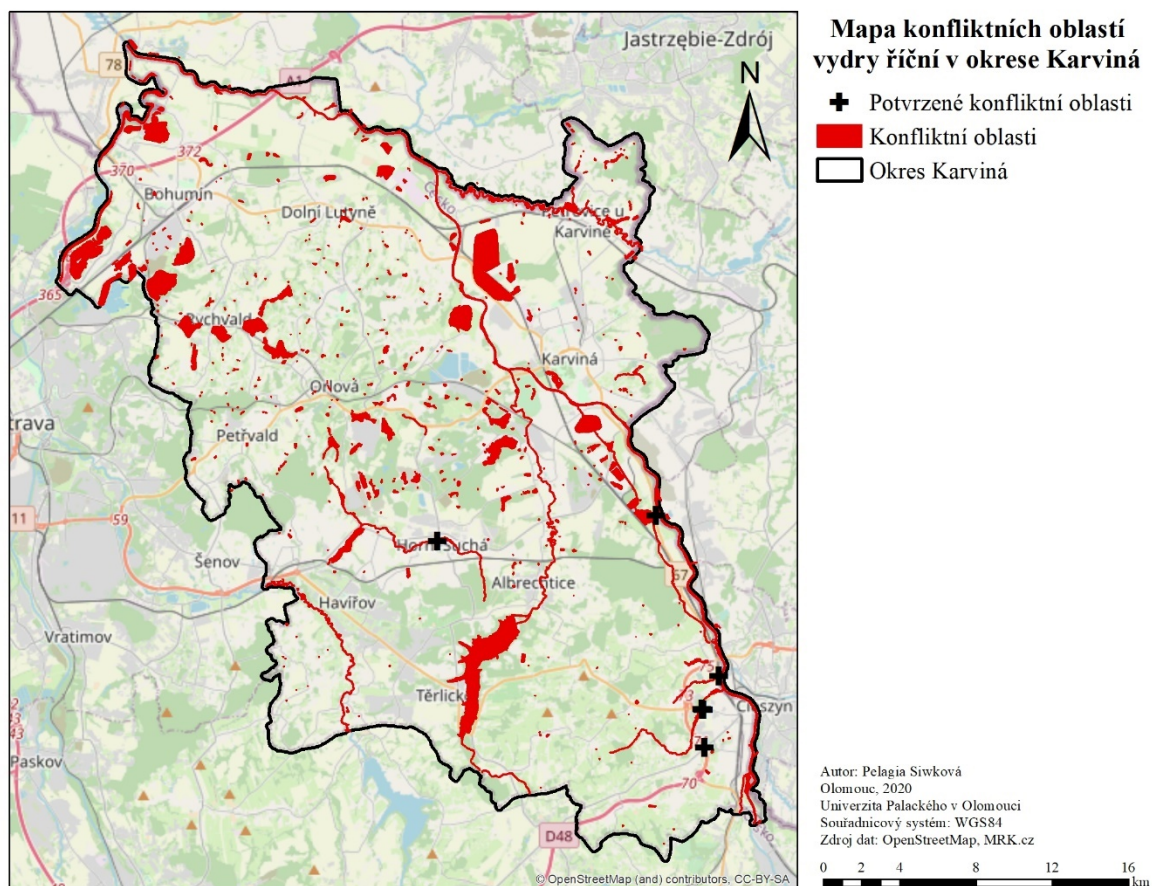 Mapa konfliktních oblastí
vydry říční v okrese Karviná
Potvrzené konfliktní oblasti
Konfliktní oblasti
Okres Karviná
N
Jastrzębie-Zdrój
78
A1
372
370
Bohumín
Dolní Lutyně
Petrovice u
Karviné
365
Rychvald
Karviná
Orlová
trava
Petřvald
11
59
Horní Suchá
Šenov
Albrechtice
67
Havířov
Vratimov
75
Těrlicko
Cieszyn
Paskov
70
D48
© OpenStreetMap (and) contributors, CC-BY-SA
Autor: Pelagia Siwková
Olomouc, 2020
Univerzita Palackého v Olomouci
Souřadnicový systém: WGS84
Zdroj dat: OpenStreetMap, MRK.cz
0 2 4 8 12 16
km